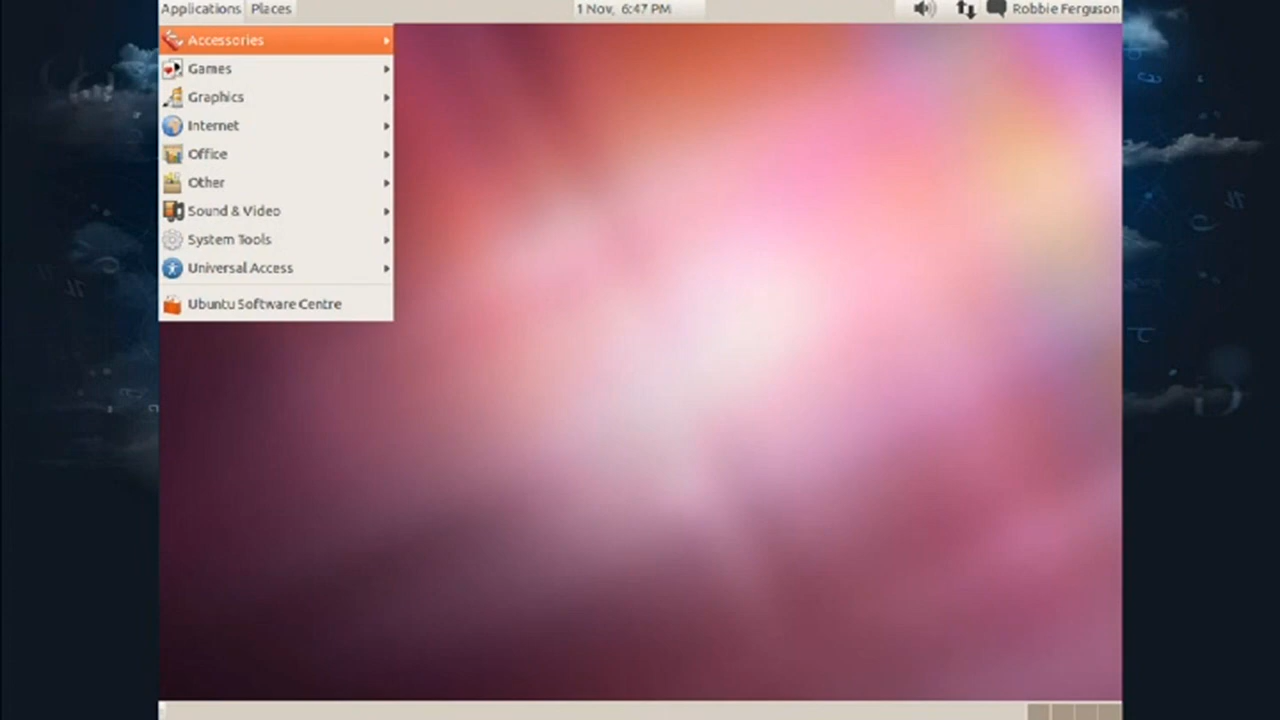 Applications Places 1 Nov, 6:47 PM Robbie Ferguson
Accessories
Games
Graphics
Internet
Office
Other
Sound & Video
System Tools
Universal Access
Ubuntu Software Centre